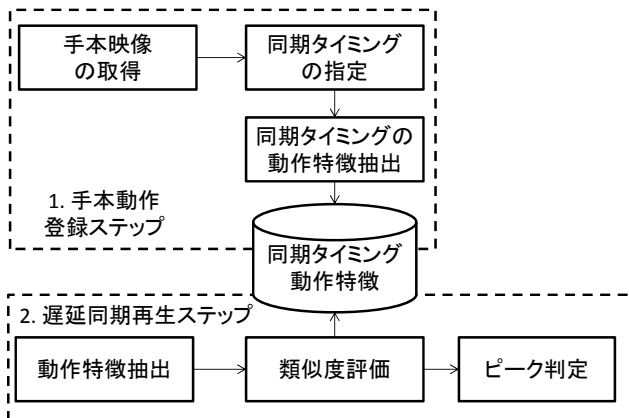 手本映像
の取得
同期タイミング
の指定
同期タイミングの
動作特徴抽出
1. 手本動作
登録ステップ
同期タイミング
動作特徴
2. 遅延同期再生ステップ
動作特徴抽出
類似度評価
ピーク判定